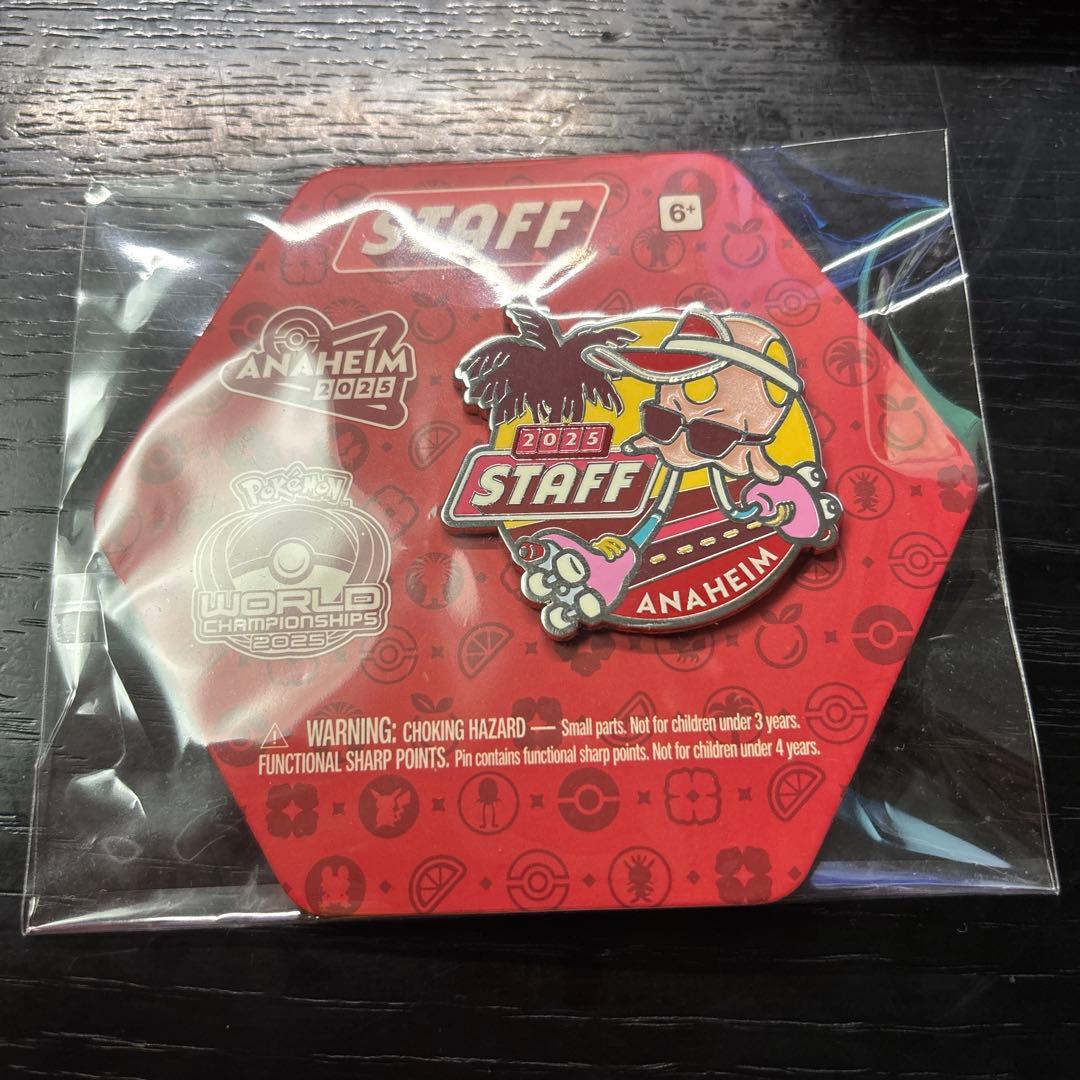 STAFF
6+
ANAHEIM
2025
2025
STAFF
ANAHEIM
Pokémon
WORLD
CHAMPIONSHIPS
2025
WARNING: CHOKING HAZARD — Small parts. Not for children under 3 years.
FUNCTIONAL SHARP POINTS. Pin contains functional sharp points. Not for children under 4 years.